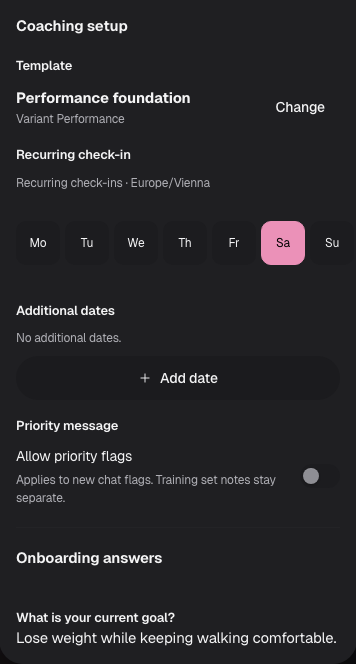 Coaching setup
Template
Performance foundation
Change
Variant Performance
Recurring check-in
Recurring check-ins · Europe/Vienna
Mo Tu We Th Fr Sa Su
Additional dates
No additional dates.
+ Add date
Priority message
Allow priority flags
Applies to new chat flags. Training set notes stay
separate.
Onboarding answers
What is your current goal?
Lose weight while keeping walking comfortable.